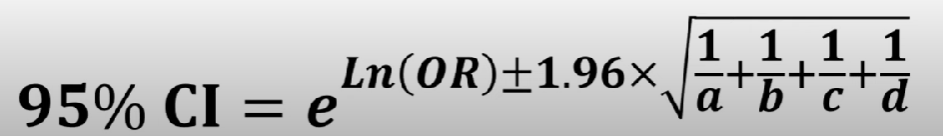 95% CI = e^{Ln(OR)±1.96×√(1/a+1/b+1/c+1/d)}